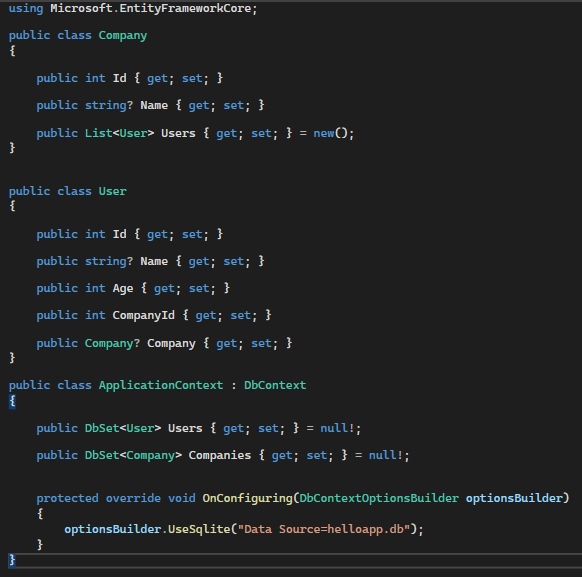 using Microsoft.EntityFrameworkCore;
public class Company
{
public int Id { get; set; }
public string? Name { get; set; }
public List<User> Users { get; set; } = new();
}
public class User
{
public int Id { get; set; }
public string? Name { get; set; }
public int Age { get; set; }
public int CompanyId { get; set; }
public Company? Company { get; set; }
}
public class ApplicationContext : DbContext
{
public DbSet<User> Users { get; set; } = null!;
public DbSet<Company> Companies { get; set; } = null!;
protected override void OnConfiguring(DbContextOptionsBuilder optionsBuilder)
{
optionsBuilder.UseSqlite("Data Source=helloapp.db");
}
}